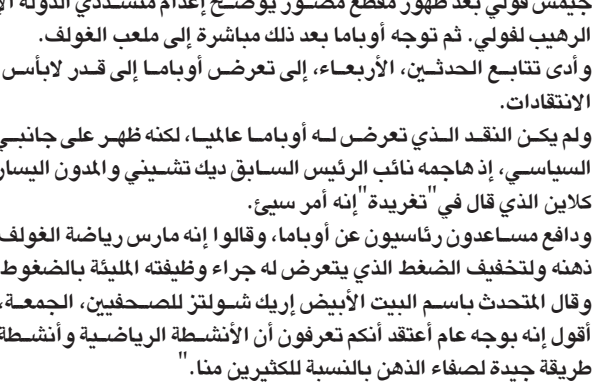 جيمس فولي بعد ظهور مقطع مصور يوضح إعدام متشددي الدولة
الرهيب لفولي. ثم توجه أوباما بعد ذلك مباشرة إلى ملعب الغولف.
وأدى تتابع الحدثين، الأربعاء، إلى تعرض أوباما إلى قدر لابأس
الانتقادات.
ولم يكن النقد الذي تعرض له أوباما عالميا، لكنه ظهر على جانبي
السياسي، إذ هاجمه نائب الرئيس السابق ديك تشيني والمدون اليسار
كلاين الذي قال في"تغريدة"إنه أمر سيئ.
ودافع مساعدون رئاسيون عن أوباما، وقالوا إنه مارس رياضة الغولف
ذهنه ولتخفيف الضغط الذي يتعرض له جراء وظيفته المليئة بالضغوط
وقال المتحدث باسم البيت الأبيض إريك شولتز للصحفيين، الجمعة،
أقول إنه بوجه عام أعتقد أنكم تعرفون أن الأنشطة الرياضية وأنشطة
طريقة جيدة لصفاء الذهن بالنسبة للكثيرين منا."